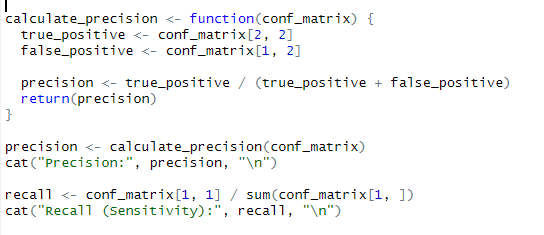 calculate_precision <- function(conf_matrix) {
  true_positive <- conf_matrix[2, 2]
  false_positive <- conf_matrix[1, 2]

  precision <- true_positive / (true_positive + false_positive)
  return(precision)
}

precision <- calculate_precision(conf_matrix)
cat("Precision:", precision, "\n")

recall <- conf_matrix[1, 1] / sum(conf_matrix[1, ])
cat("Recall (Sensitivity):", recall, "\n")